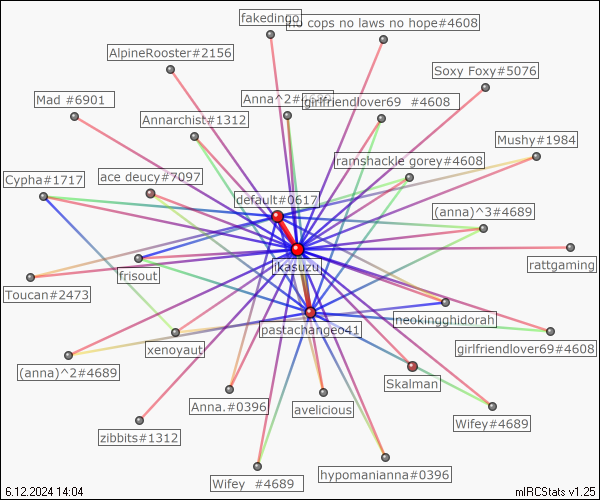 fakedingo
no cops no laws no hope#4608
AlpineRooster#2156
Soxy Foxy#5076
Mad #6901
Anna^2#4689
girlfriendlover69 #4608
Annarchist#1312
Mushy#1984
ramshackle gorey#4608
Cypha#1717
ace deucy#7097
default#0617
(anna)^3#4689
ikasuzu
rattgaming
frisout
Toucan#2473
neokingghidorah
pastachangeo41
xenoyaut
girlfriendlover69#4608
(anna)^2#4689
Skalman
Anna.#0396
avelicious
Wifey#4689
zibbits#1312
hypomanianna#0396
Wifey #4689
6.12.2024 14:04
mIRCStats v1.25